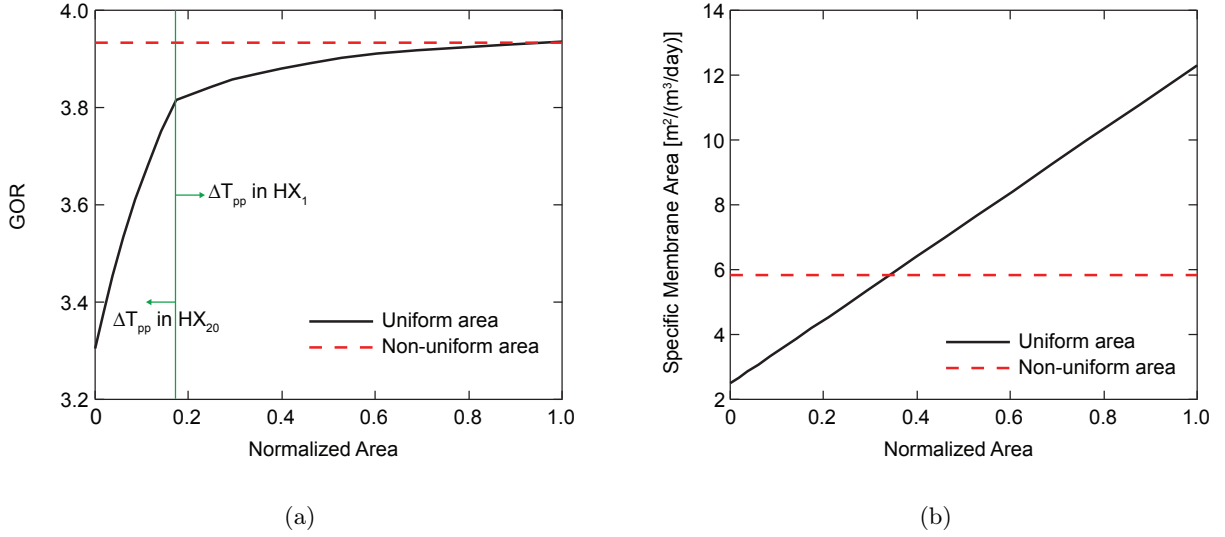 4.0
3.8
3.6
3.4
3.2
GOR
ΔTpp in HX1
ΔTpp in HX20
Uniform area
Non-uniform area
0
0.2
0.4
0.6
0.8
1.0
Normalized Area
(a)
14
12
10
8
6
4
2
Specific Membrane Area [m²/(m³/day)]
Uniform area
Non-uniform area
0
0.2
0.4
0.6
0.8
1.0
Normalized Area
(b)